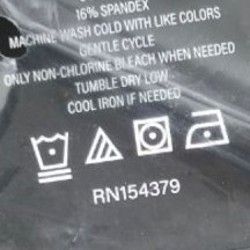 16% SPANDEX
MACHINE WASH COLD WITH LIKE COLORS
GENTLE CYCLE
ONLY NON-CHLORINE BLEACH WHEN NEEDED
TUMBLE DRY LOW
COOL IRON IF NEEDED
RN154379